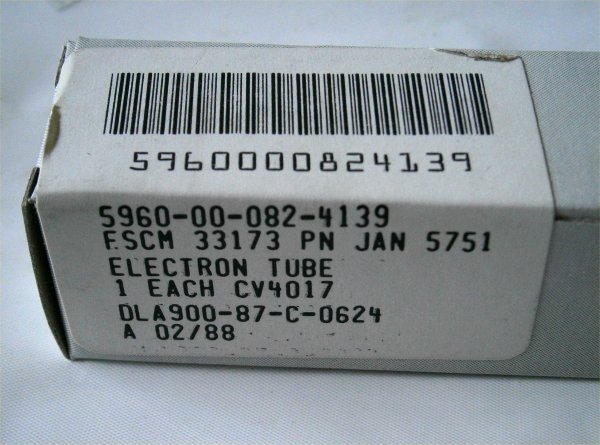 5960000824139
5960-00-082-4139
FSCM 33173 PN JAN 5751
ELECTRON TUBE
1 EACH CV4017
DLA900-87-C-0624
A 02/88